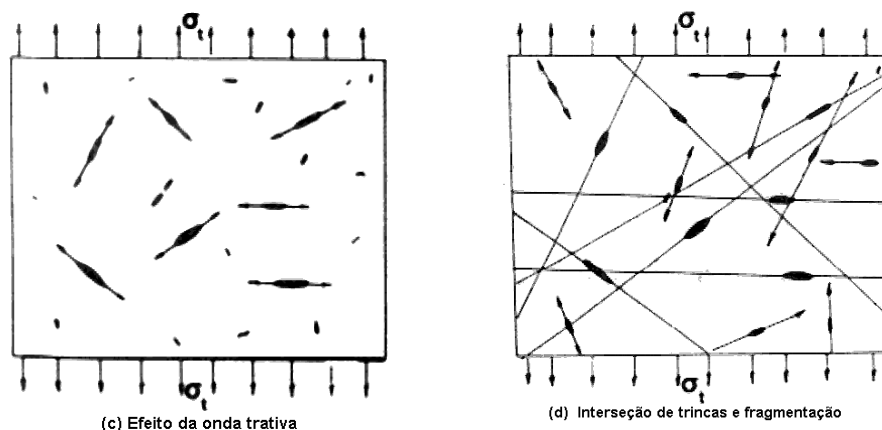 σt
σt
(c) Efeito da onda trativa
σt
σt
(d) Interseção de trincas e fragmentação